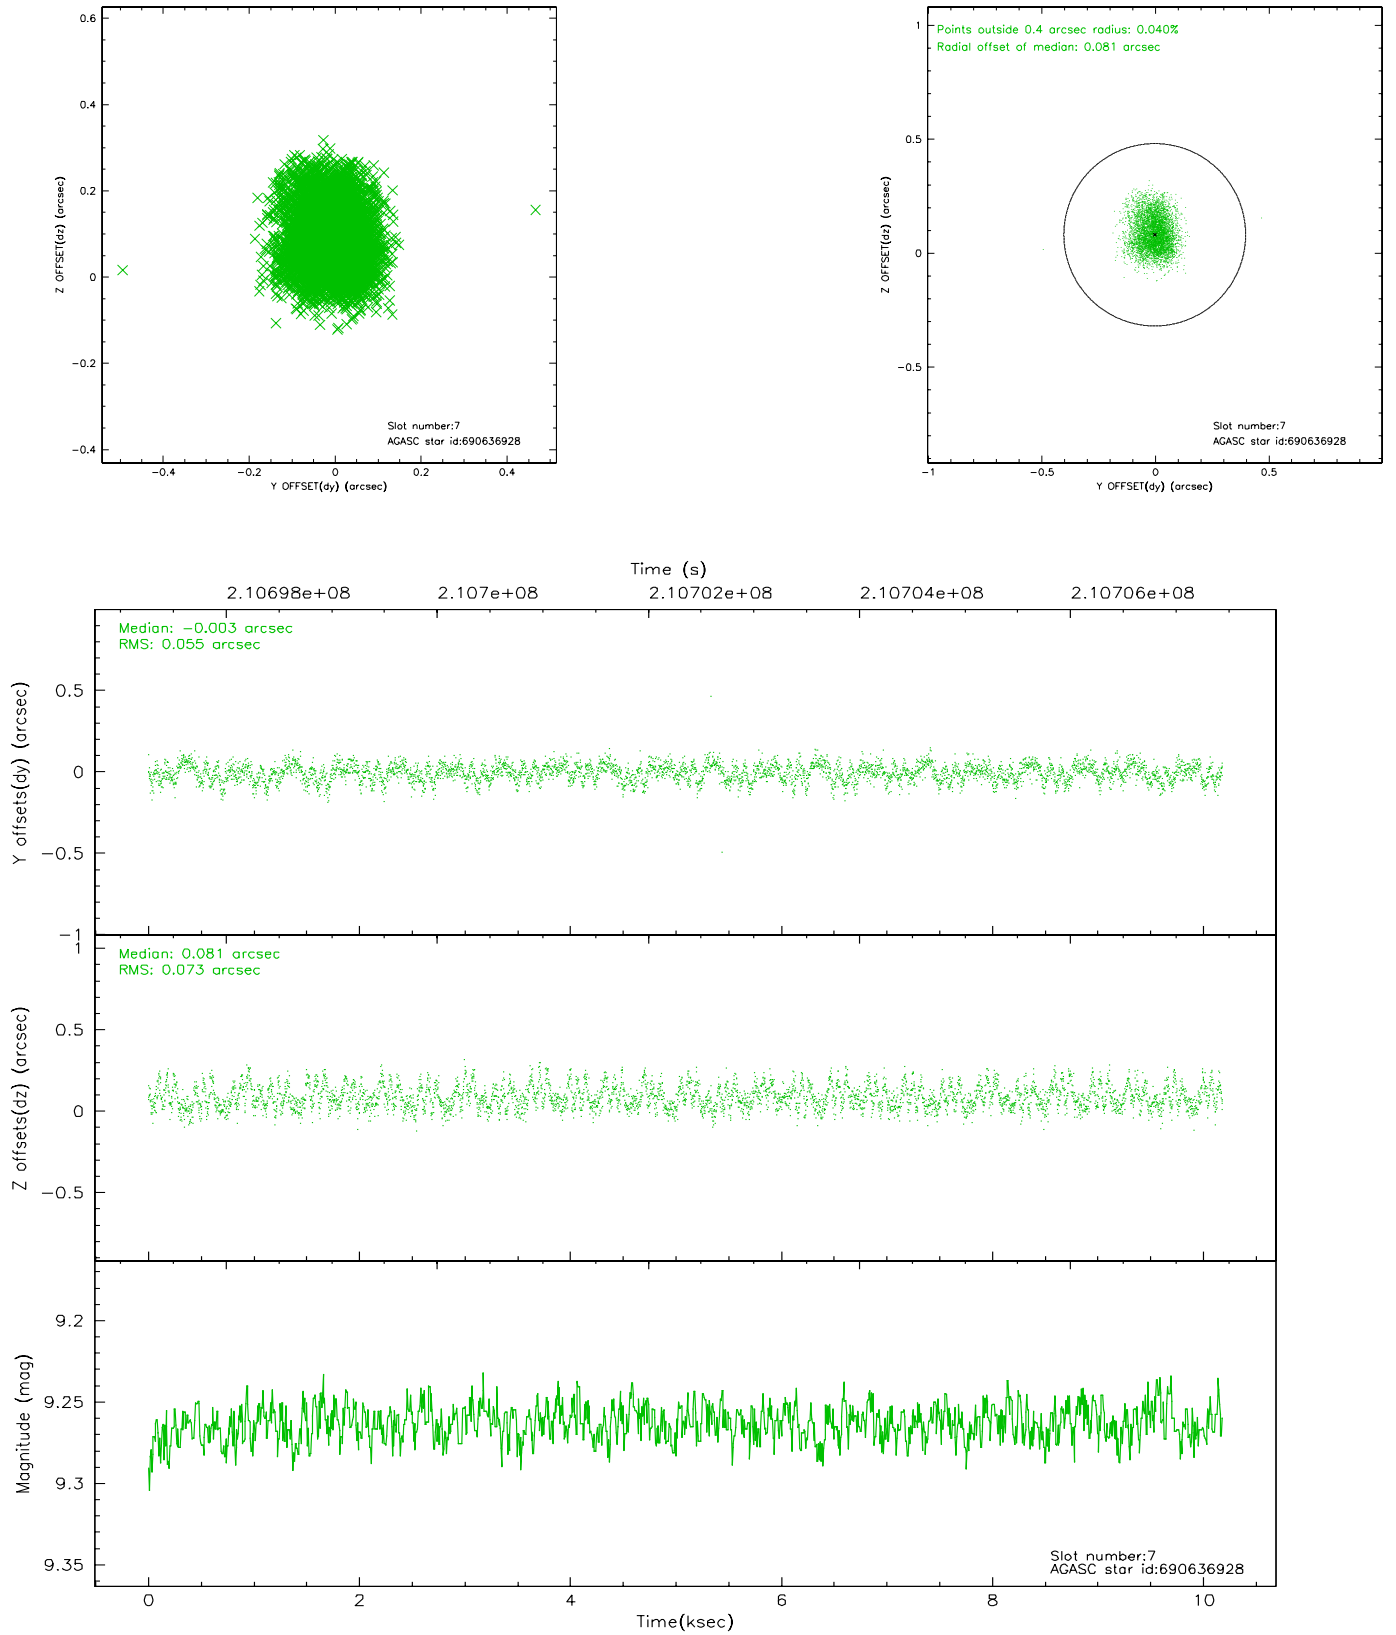 0.6
0.4
0.2
0
−0.2
−0.4
Z OFFSET(dz) (arcsec)
−0.4 −0.2 0 0.2 0.4
Y OFFSET(dy) (arcsec)
Slot number:7
AGASC star id:690636928
Points outside 0.4 arcsec radius: 0.040%
Radial offset of median: 0.081 arcsec
1
0.5
0
−0.5
Z OFFSET(dz) (arcsec)
−1 −0.5 0 0.5
Y OFFSET(dy) (arcsec)
Slot number:7
AGASC star id:690636928
Time (s)
2.10698e+08 2.107e+08 2.10702e+08 2.10704e+08 2.10706e+08
Median: −0.003 arcsec
RMS: 0.055 arcsec
0.5
0
−0.5
−1
Y offsets(dy) (arcsec)
Median: 0.081 arcsec
RMS: 0.073 arcsec
1
0.5
0
−0.5
Z offsets(dz) (arcsec)
9.2
9.25
9.3
9.35
Magnitude (mag)
Slot number:7
AGASC star id:690636928
0 2 4 6 8 10
Time(ksec)